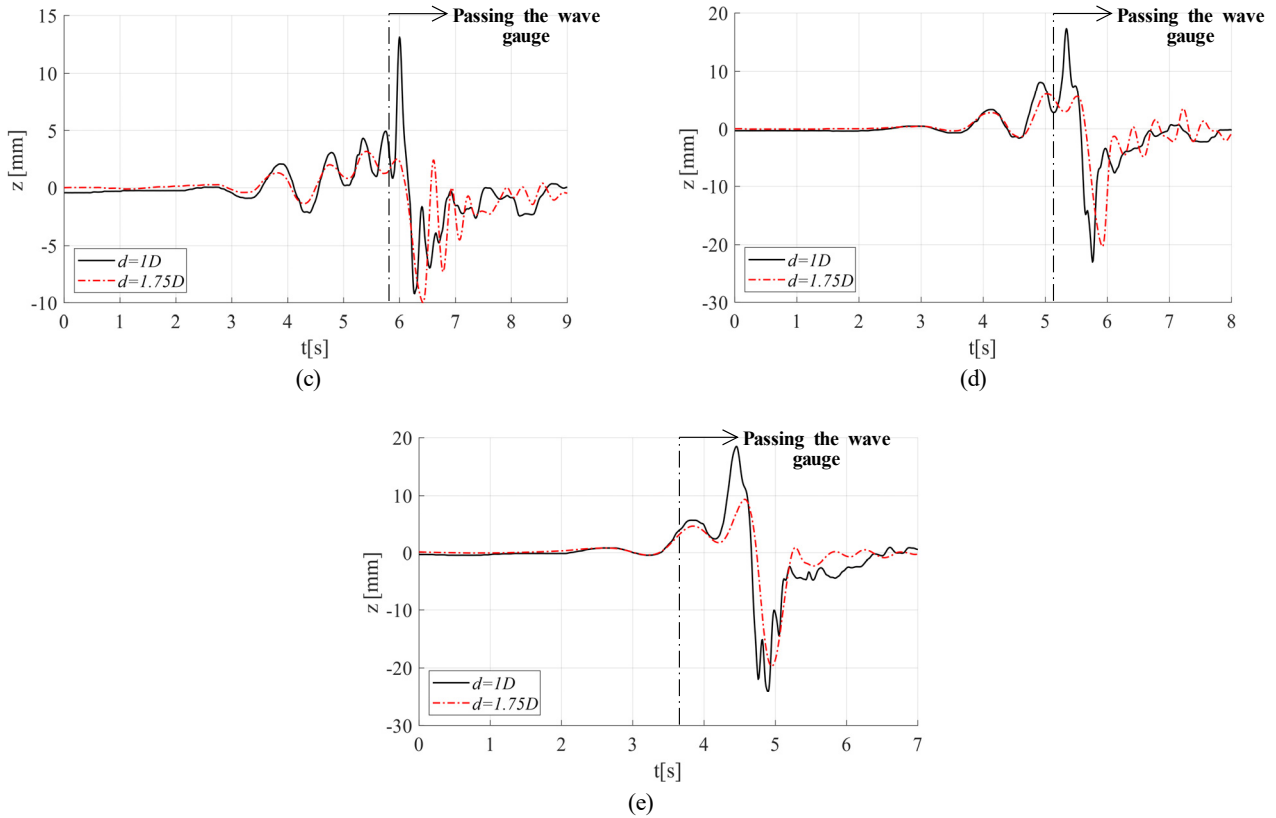 Passing the wave
gauge
15
10
5
0
-5
-10
z [mm]
d=1D
d=1.75D
0 1 2 3 4 5 6 7 8 9
t[s]
(c)
Passing the wave
gauge
20
10
0
-10
-20
-30
z [mm]
d=1D
d=1.75D
0 1 2 3 4 5 6 7 8
t[s]
(d)
Passing the wave
gauge
20
10
0
-10
-20
-30
z [mm]
d=1D
d=1.75D
0 1 2 3 4 5 6 7
t[s]
(e)